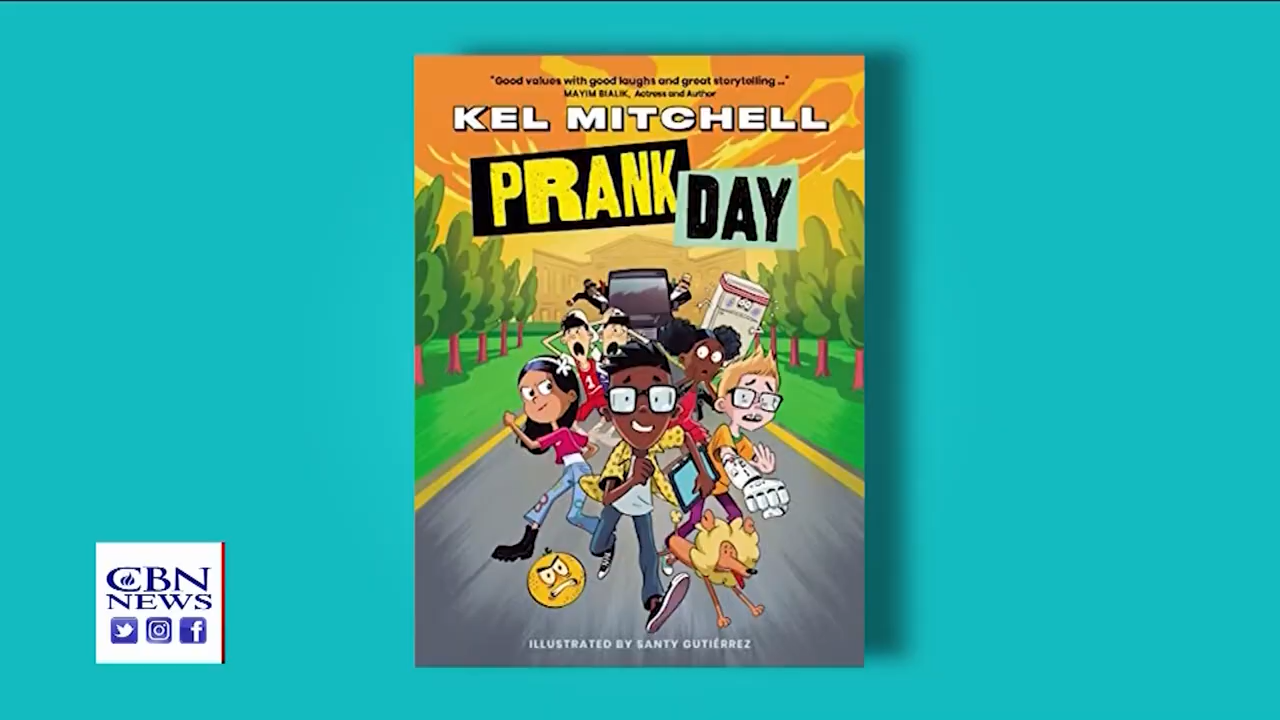 "Good values with good laughs and great storytelling ..."
MAYIM BIALIK, Actress and Author
KEL MITCHELL
PRANK
DAY
1
ILLUSTRATED BY SANTY GUTIÉRREZ
CBN
NEWS